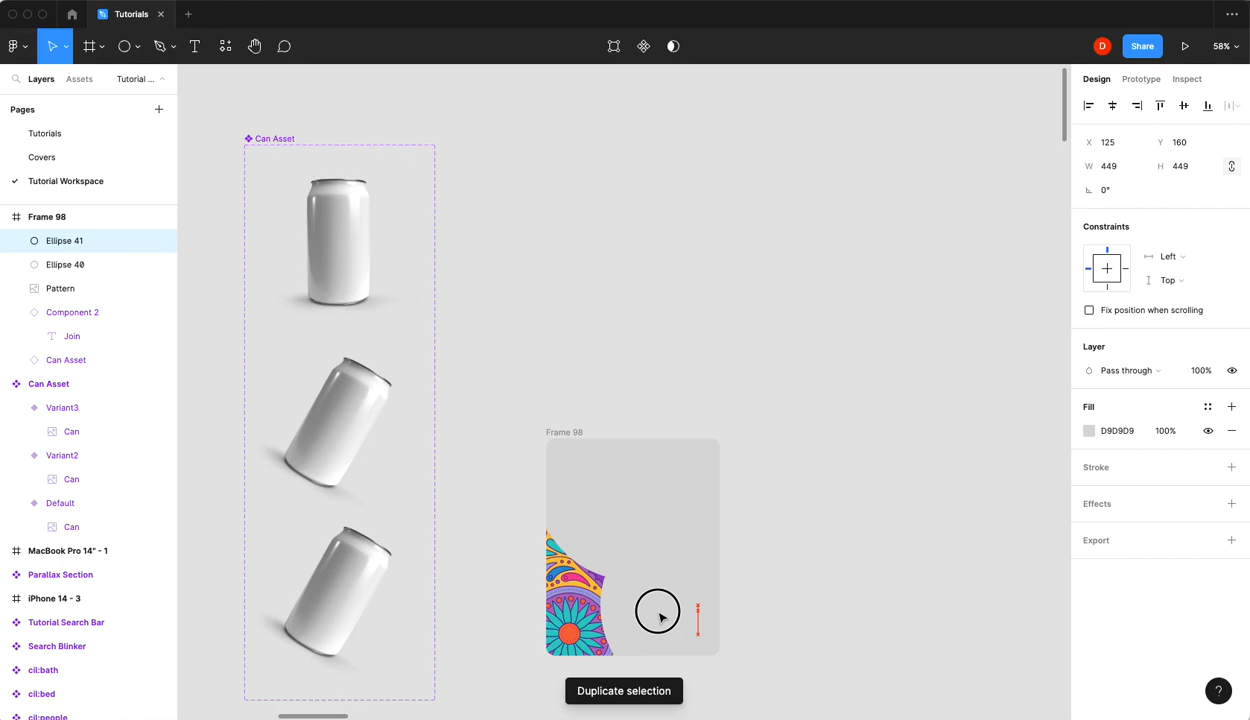 Tutorials
D
Share
58%
Layers
Assets
Tutorial ...
Pages
Tutorials
Covers
Tutorial Workspace
Frame 98
Ellipse 41
Ellipse 40
Pattern
Component 2
Join
Can Asset
Can Asset
Variant3
Can
Variant2
Can
Default
Can
MacBook Pro 14" - 1
Parallax Section
iPhone 14 - 3
Tutorial Search Bar
Search Blinker
cil:bath
cil:bed
cil:people
Can Asset
Frame 98
Duplicate selection
Design
Prototype
Inspect
X 125 Y 160
W 449 H 449
0°
Constraints
Left
Top
Fix position when scrolling
Layer
Pass through 100%
Fill
D9D9D9 100%
Stroke
Effects
Export
?